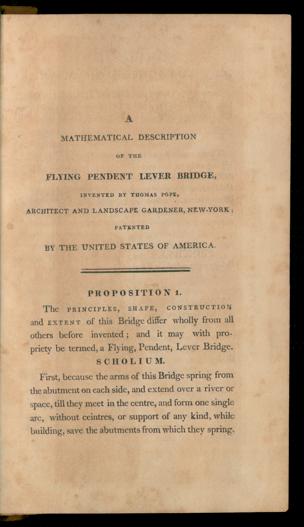 A
MATHEMATICAL DESCRIPTION
OF THE
FLYING PENDENT LEVER BRIDGE,
INVENTED BY THOMAS POPE,
ARCHITECT AND LANDSCAPE GARDENER, NEW-YORK;
PATENTED
BY THE UNITED STATES OF AMERICA.
PROPOSITION 1.
The PRINCIPLES, SHAPE, CONSTRUCTION
and EXTENT of this Bridge differ wholly from all
others before invented; and it may with pro-
priety be termed, a Flying, Pendent, Lever Bridge.
SCHOLIUM.
First, because the arms of this Bridge spring from
the abutment on each side, and extend over a river or
space, till they meet in the centre, and form one single
arc, without ceintres, or support of any kind, while
building, save the abutments from which they spring.